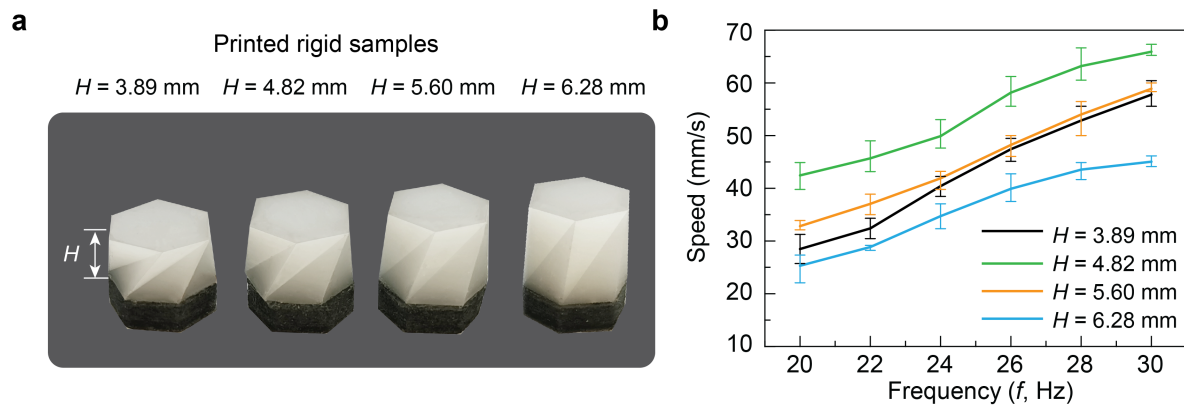 a
Printed rigid samples
H = 3.89 mm H = 4.82 mm H = 5.60 mm H = 6.28 mm
H
b
70
60
50
40
30
20
10
Speed (mm/s)
H = 3.89 mm
H = 4.82 mm
H = 5.60 mm
H = 6.28 mm
20 22 24 26 28 30
Frequency (f, Hz)